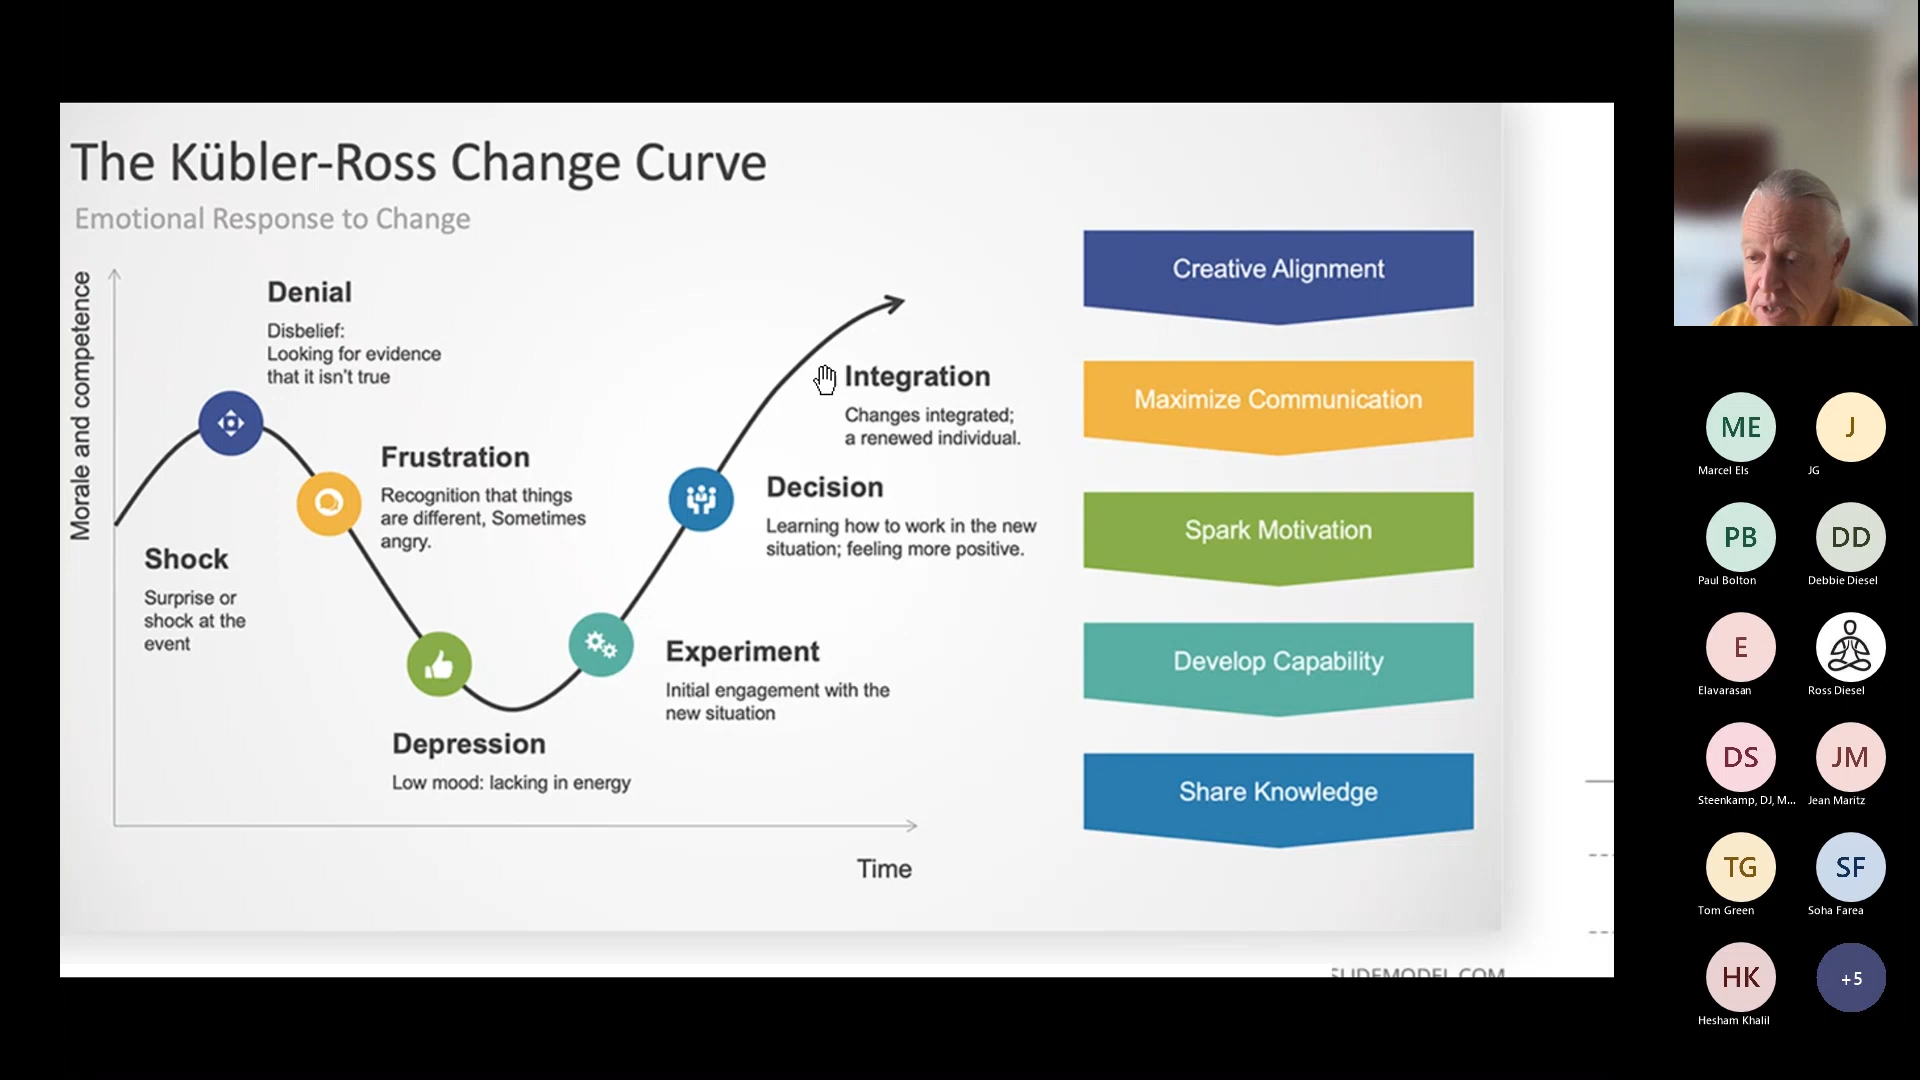 The Kübler-Ross Change Curve
Emotional Response to Change
Morale and competence
Denial
Disbelief:
Looking for evidence
that it isn't true
Frustration
Recognition that things
are different, Sometimes
angry.
Shock
Surprise or
shock at the
event
Depression
Low mood: lacking in energy
Experiment
Initial engagement with the
new situation
Decision
Learning how to work in the new
situation; feeling more positive.
Integration
Changes integrated;
a renewed individual.
Time
Creative Alignment
Maximize Communication
Spark Motivation
Develop Capability
Share Knowledge
SLIDEMODEL.COM
ME
Marcel Els
J
JG
PB
Paul Bolton
DD
Debbie Diesel
E
Elavarasan
Ross Diesel
DS
Steenkamp, DJ, M...
JM
Jean Maritz
TG
Tom Green
SF
Soha Farea
HK
Hesham Khalil
+5